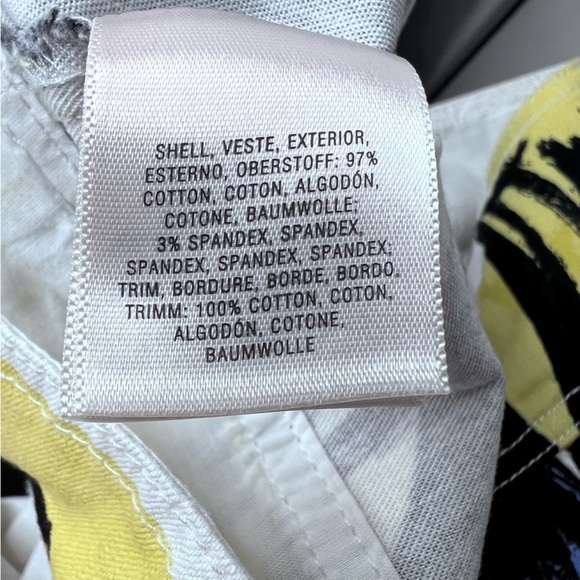 SHELL, VESTE, EXTERIOR,
ESTERNO, OBERSTOFF: 97%
COTTON, COTON, ALGODÓN,
COTONE, BAUMWOLLE;
3% SPANDEX, SPANDEX,
SPANDEX, SPANDEX, SPANDEX;
TRIM, BORDURE, BORDE, BORDO,
TRIMM: 100% COTTON, COTON,
ALGODÓN, COTONE,
BAUMWOLLE